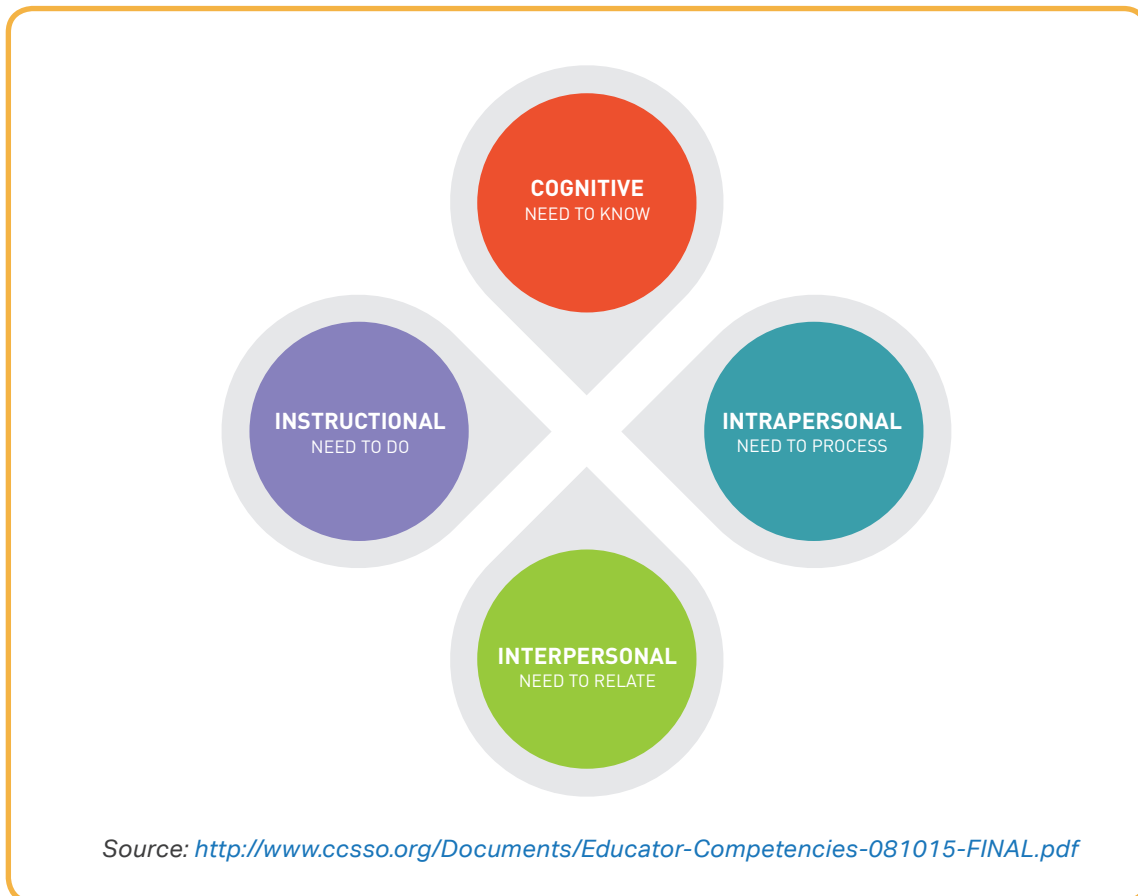 COGNITIVE
NEED TO KNOW
INSTRUCTIONAL
NEED TO DO
INTRAPERSONAL
NEED TO PROCESS
INTERPERSONAL
NEED TO RELATE
Source: http://www.ccsso.org/Documents/Educator-Competencies-081015-FINAL.pdf